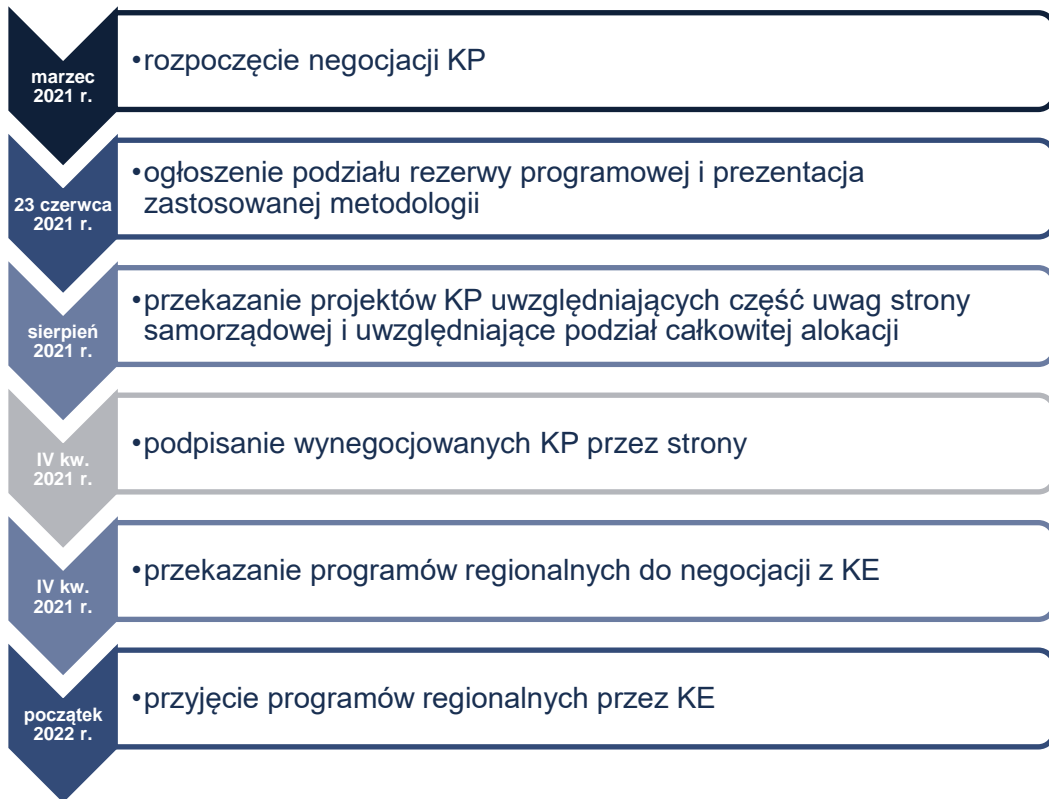 marzec
2021 r.
•rozpoczęcie negocjacji KP
23 czerwca
2021 r.
•ogłoszenie podziału rezerwy programowej i prezentacja
zastosowanej metodologii
sierpień
2021 r.
•przekazanie projektów KP uwzględniających część uwag strony
samorządowej i uwzględniające podział całkowitej alokacji
IV kw.
2021 r.
•podpisanie wynegocjowanych KP przez strony
IV kw.
2021 r.
•przekazanie programów regionalnych do negocjacji z KE
początek
2022 r.
•przyjęcie programów regionalnych przez KE